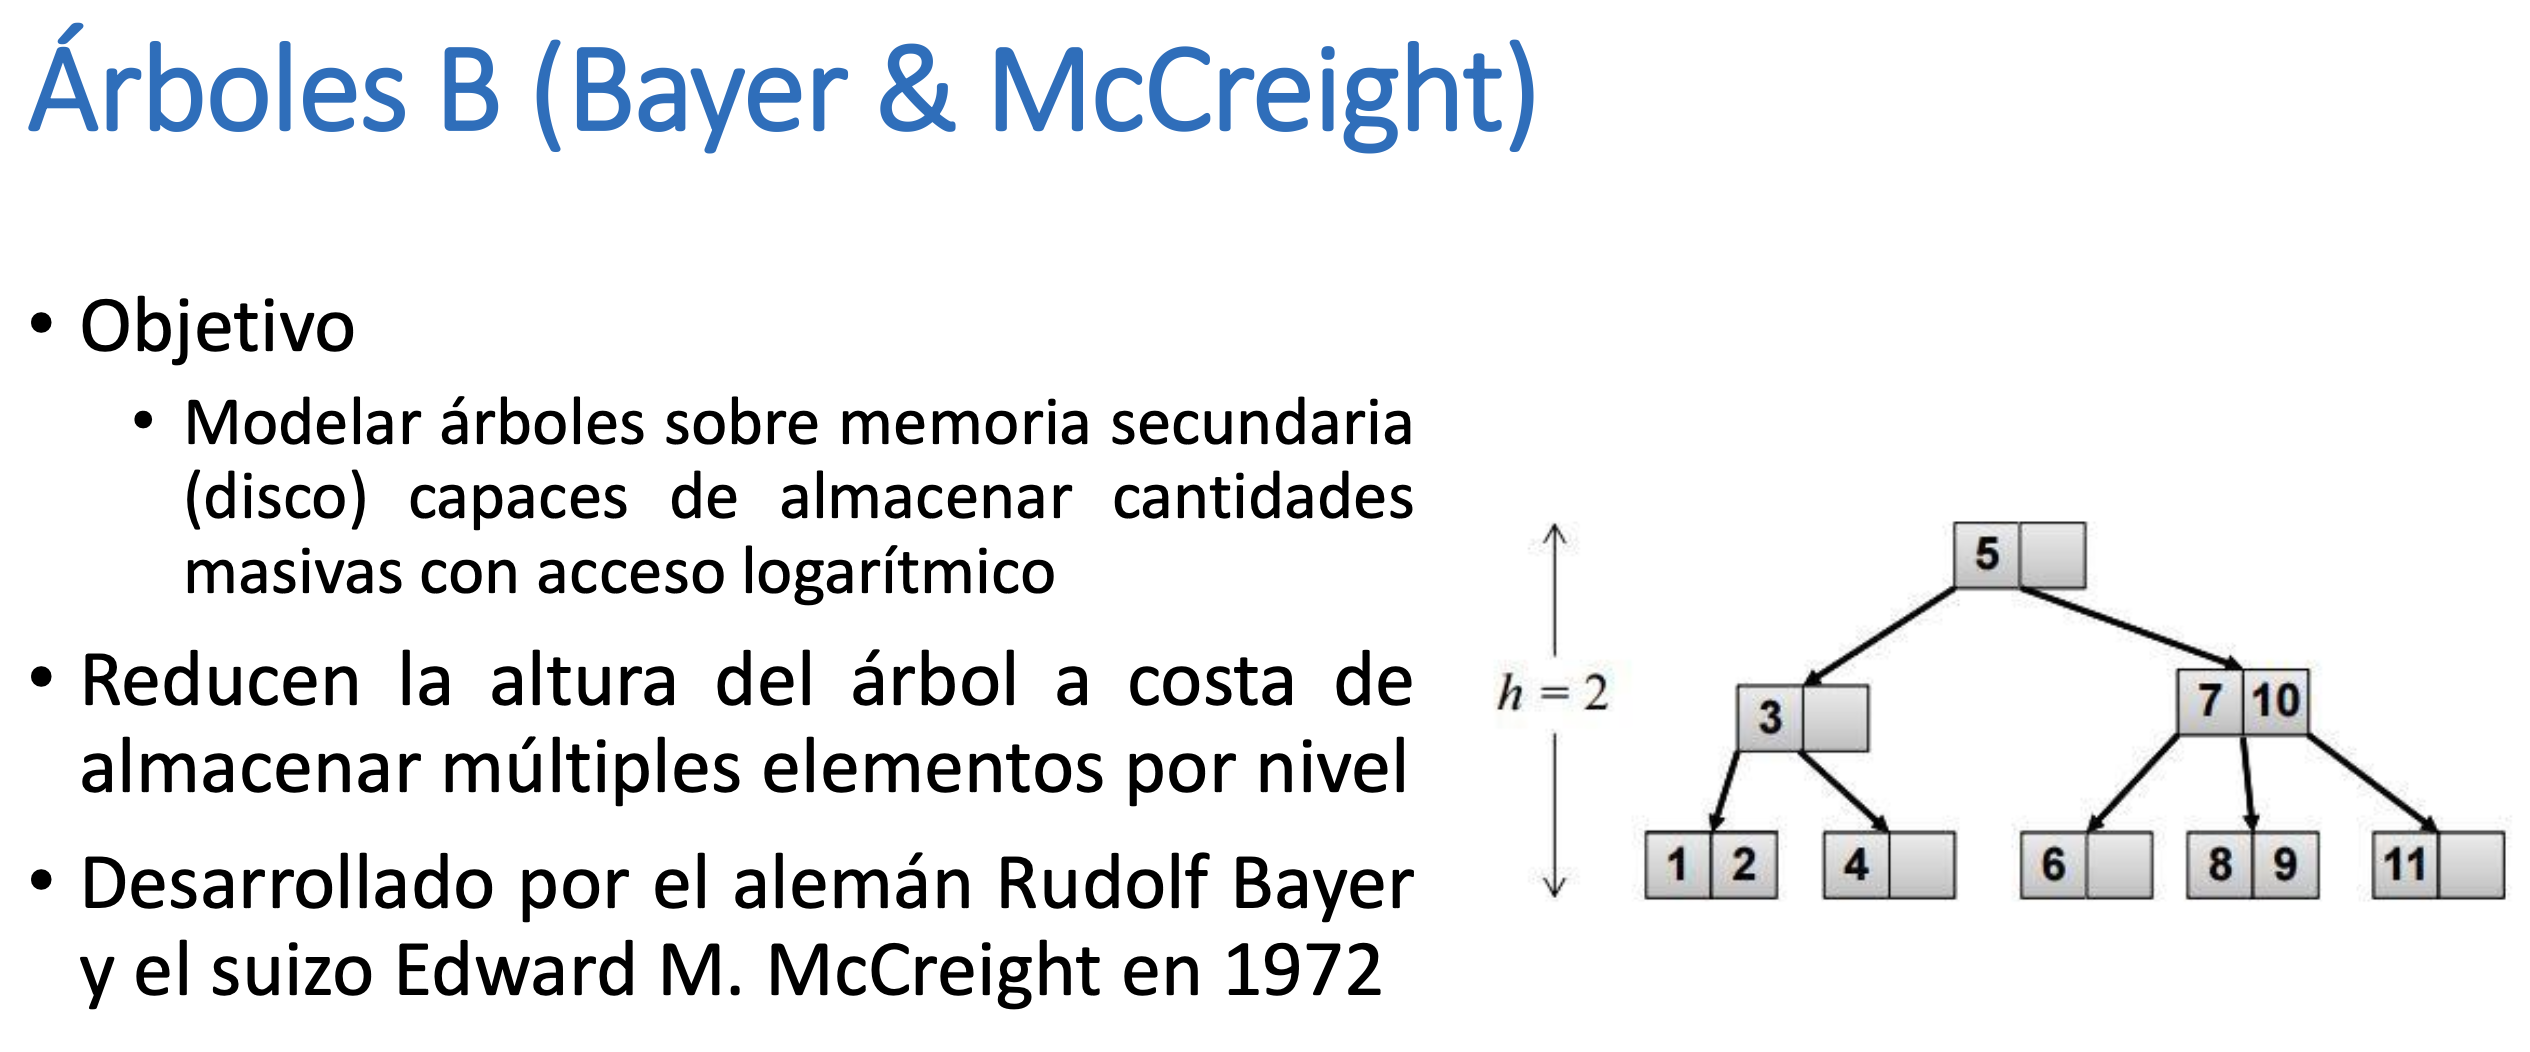 Árboles B (Bayer & McCreight)
• Objetivo
• Modelar árboles sobre memoria secundaria
(disco) capaces de almacenar cantidades
masivas con acceso logarítmico
• Reducen la altura del árbol a costa de
almacenar múltiples elementos por nivel
• Desarrollado por el alemán Rudolf Bayer
y el suizo Edward M. McCreight en 1972
h = 2
5
3
7 10
1 2
4
6
8 9
11